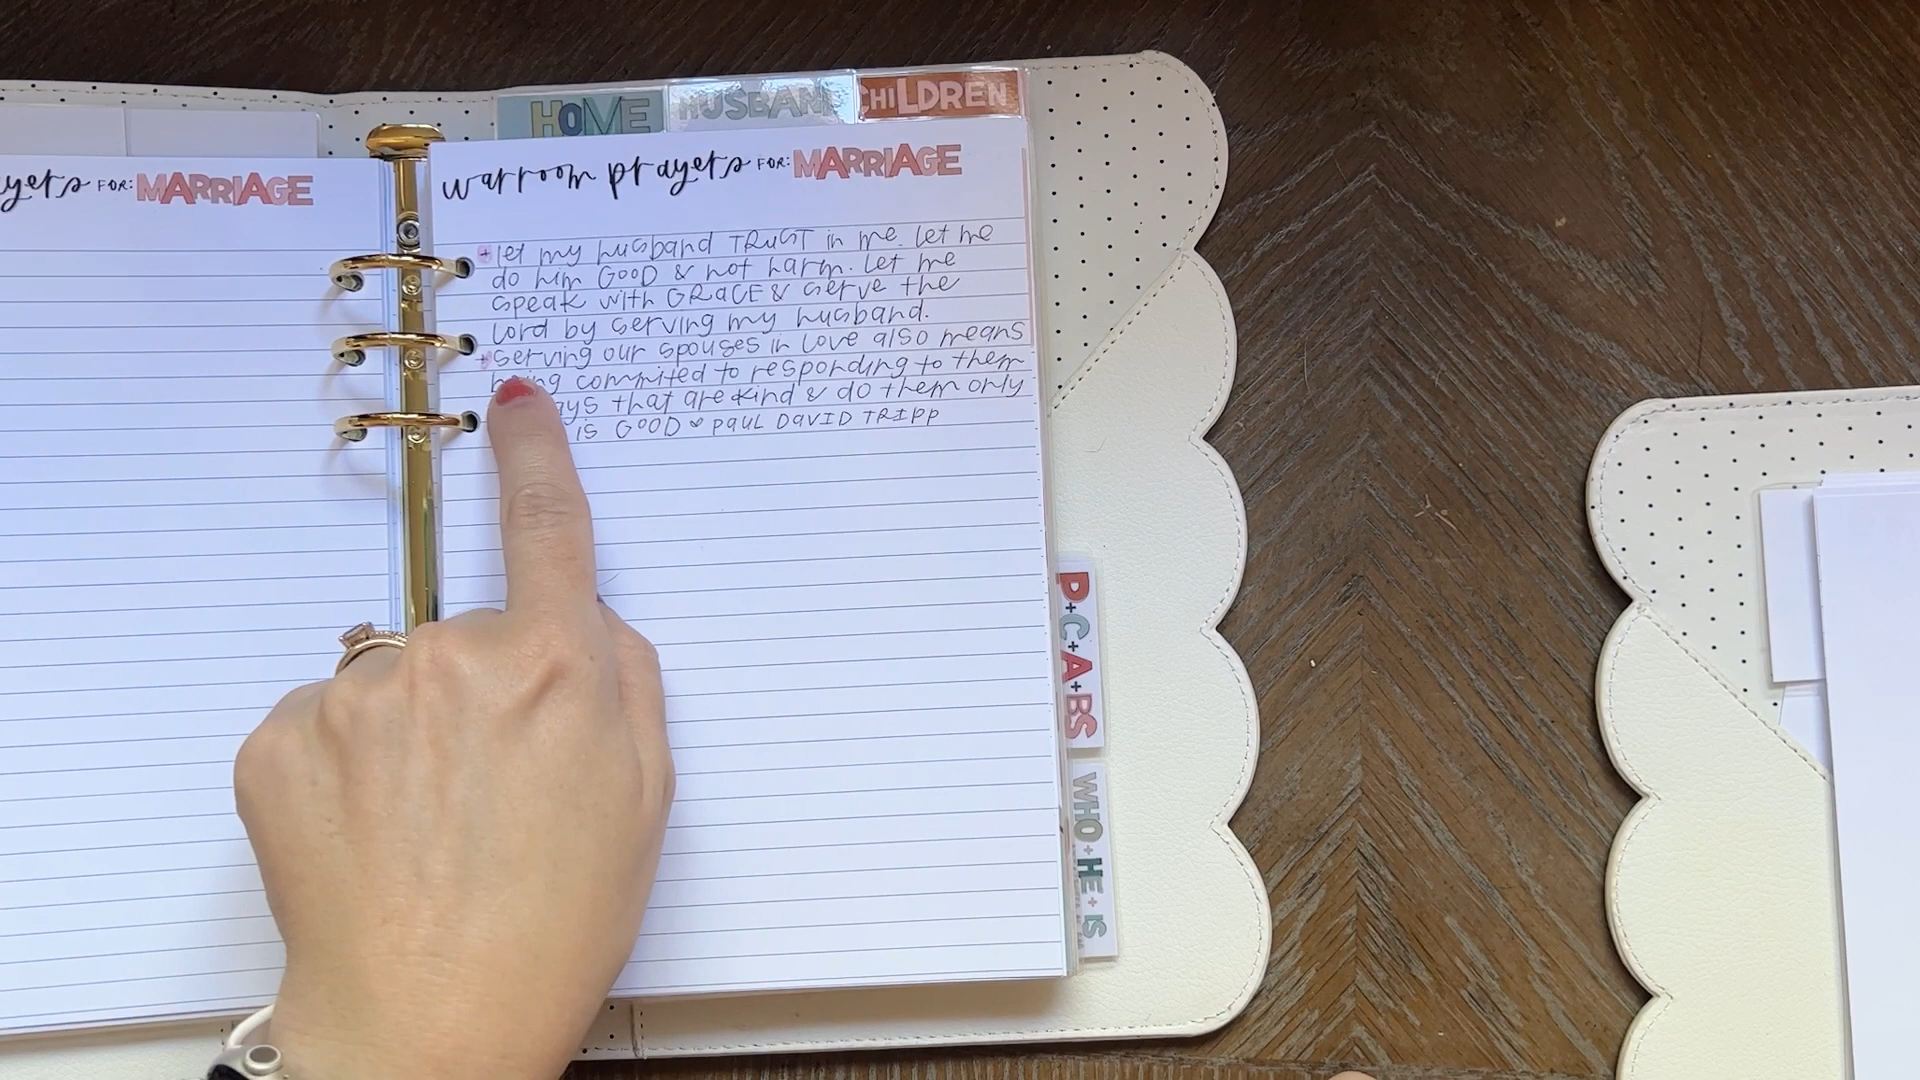 HOME
HUSBAND
CHILDREN
FOR: MARRIAGE
war room prayers FOR: MARRIAGE
+ let my husband TRUST in me. let me
do him GOOD & not harm. let me
speak with GRACE & serve the
lord by serving my husband.
+ serving our spouses in love also means
being commited to responding to them
that are kind & do them only
is GOOD ~ PAUL DAVID TRIPP
P+C+A+BS
WHO+HE+IS